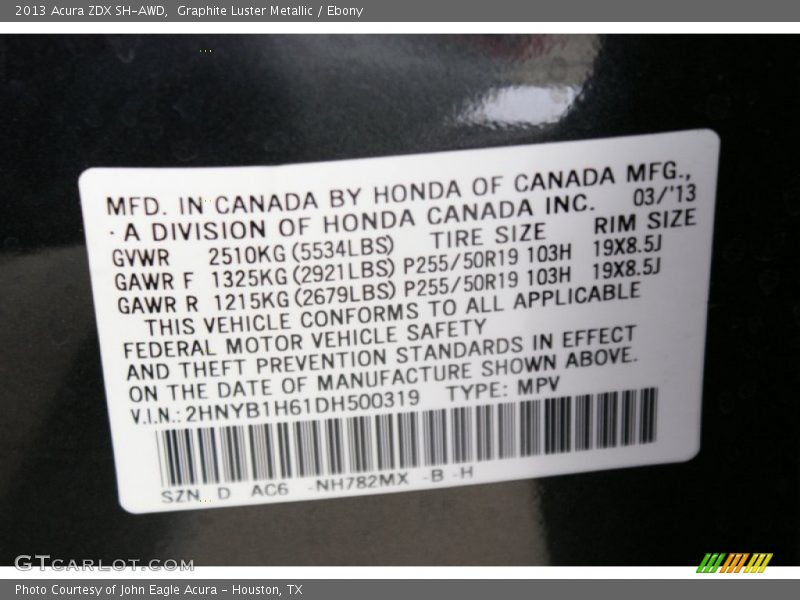 2013 Acura ZDX SH-AWD, Graphite Luster Metallic / Ebony
MFD. IN CANADA BY HONDA OF CANADA MFG.,
A DIVISION OF HONDA CANADA INC. 03/'13
GVWR 2510KG (5534LBS) TIRE SIZE RIM SIZE
GAWR F 1325KG (2921LBS) P255/50R19 103H 19X8.5J
GAWR R 1215KG (2679LBS) P255/50R19 103H 19X8.5J
THIS VEHICLE CONFORMS TO ALL APPLICABLE
FEDERAL MOTOR VEHICLE SAFETY
AND THEFT PREVENTION STANDARDS IN EFFECT
ON THE DATE OF MANUFACTURE SHOWN ABOVE.
V.I.N.: 2HNYB1H61DH500319 TYPE: MPV
SZN D AC6 -NH782MX -B -H
GTCARLOT.COM
Photo Courtesy of John Eagle Acura - Houston, TX